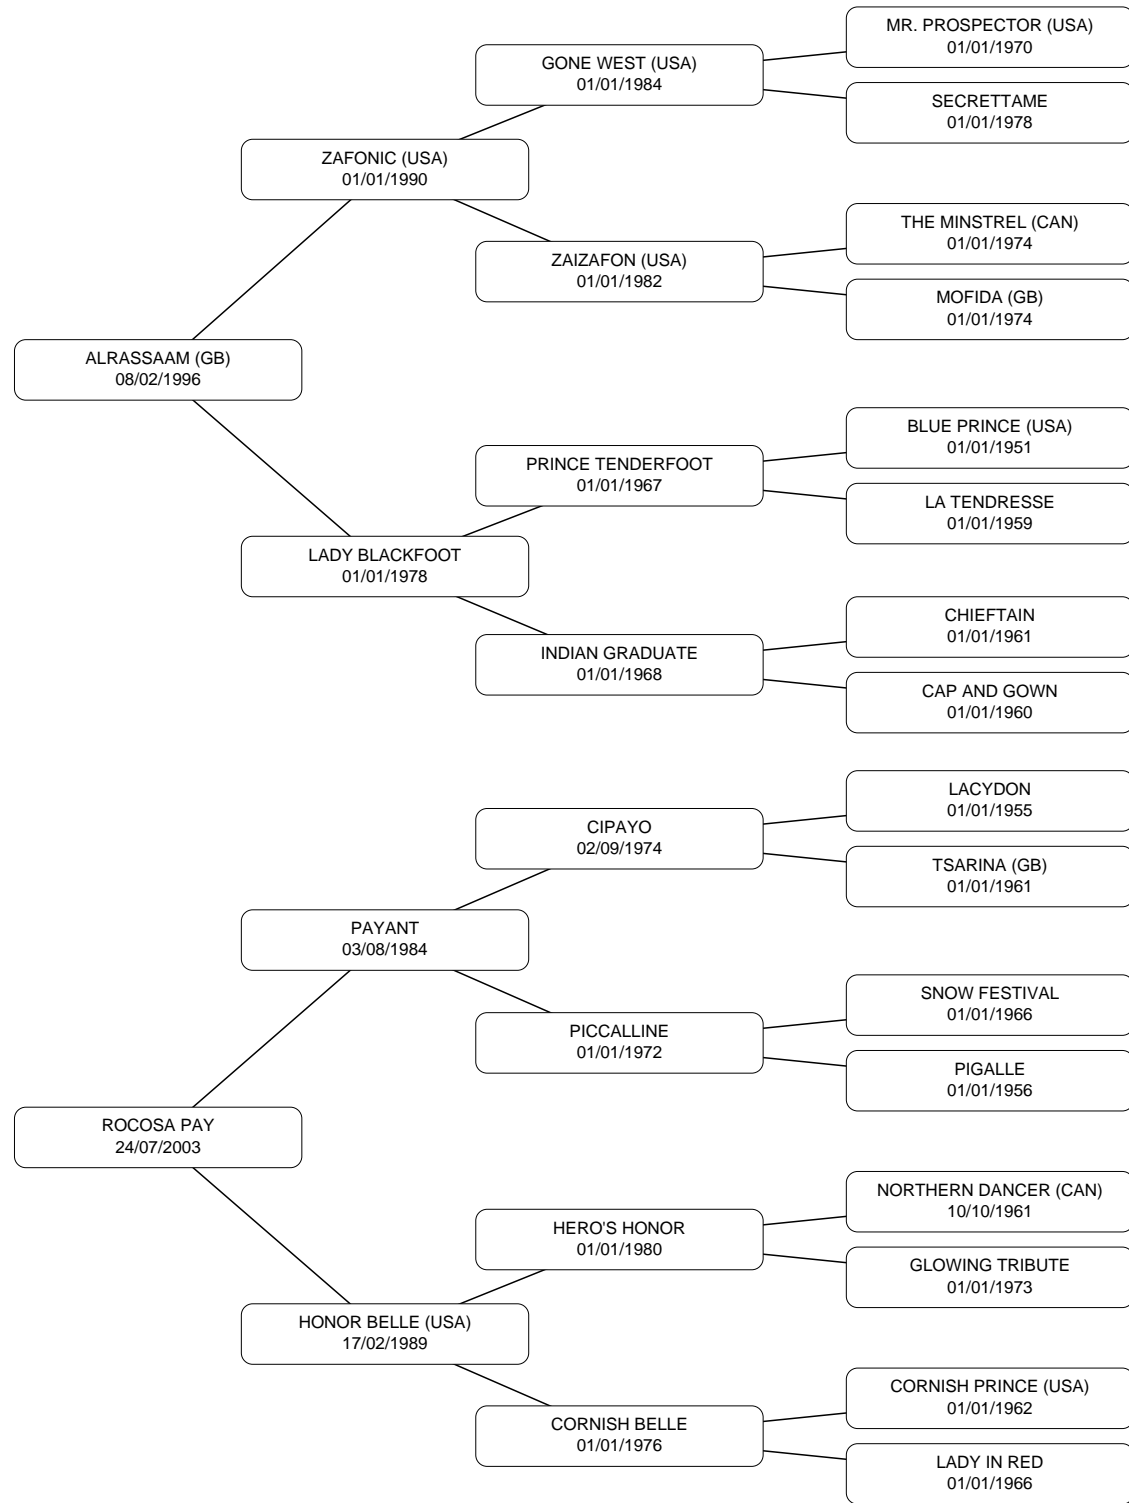 MR. PROSPECTOR (USA)
01/01/1970
GONE WEST (USA)
01/01/1984
SECRETTAME
01/01/1978
ZAFONIC (USA)
01/01/1990
THE MINSTREL (CAN)
01/01/1974
ZAIZAFON (USA)
01/01/1982
MOFIDA (GB)
01/01/1974
ALRASSAAM (GB)
08/02/1996
BLUE PRINCE (USA)
01/01/1951
PRINCE TENDERFOOT
01/01/1967
LA TENDRESSE
01/01/1959
LADY BLACKFOOT
01/01/1978
CHIEFTAIN
01/01/1961
INDIAN GRADUATE
01/01/1968
CAP AND GOWN
01/01/1960
LACYDON
01/01/1955
CIPAYO
02/09/1974
TSARINA (GB)
01/01/1961
PAYANT
03/08/1984
SNOW FESTIVAL
01/01/1966
PICCALLINE
01/01/1972
PIGALLE
01/01/1956
ROCOSA PAY
24/07/2003
NORTHERN DANCER (CAN)
10/10/1961
HERO'S HONOR
01/01/1980
GLOWING TRIBUTE
01/01/1973
HONOR BELLE (USA)
17/02/1989
CORNISH PRINCE (USA)
01/01/1962
CORNISH BELLE
01/01/1976
LADY IN RED
01/01/1966